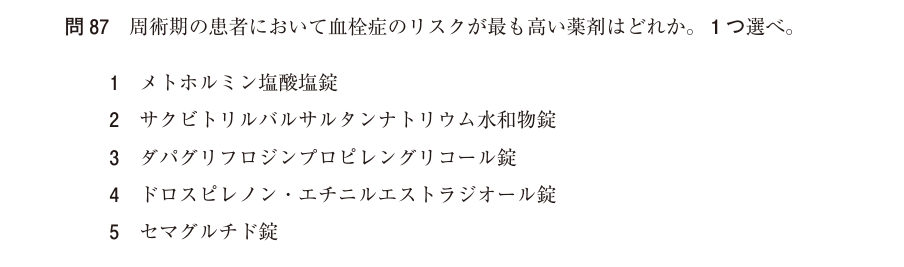 問87 周術期の患者において血栓症のリスクが最も高い薬剤はどれか。1つ選べ。
1 メトホルミン塩酸塩錠
2 サクビトリルバルサルタンナトリウム水和物錠
3 ダパグリフロジンプロピレングリコール錠
4 ドロスピレノン・エチニルエストラジオール錠
5 セマグルチド錠